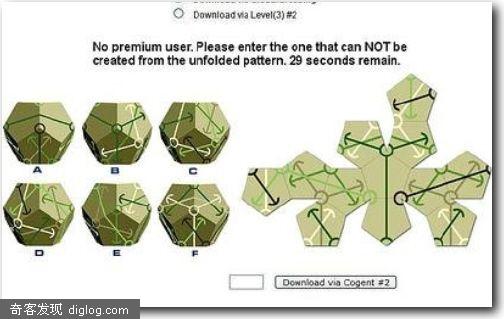 Download via Level(3) #2
No premium user. Please enter the one that can NOT be
created from the unfolded pattern. 29 seconds remain.
A B C
D E F
Download via Cogent #2
奇客发现 diglog.com